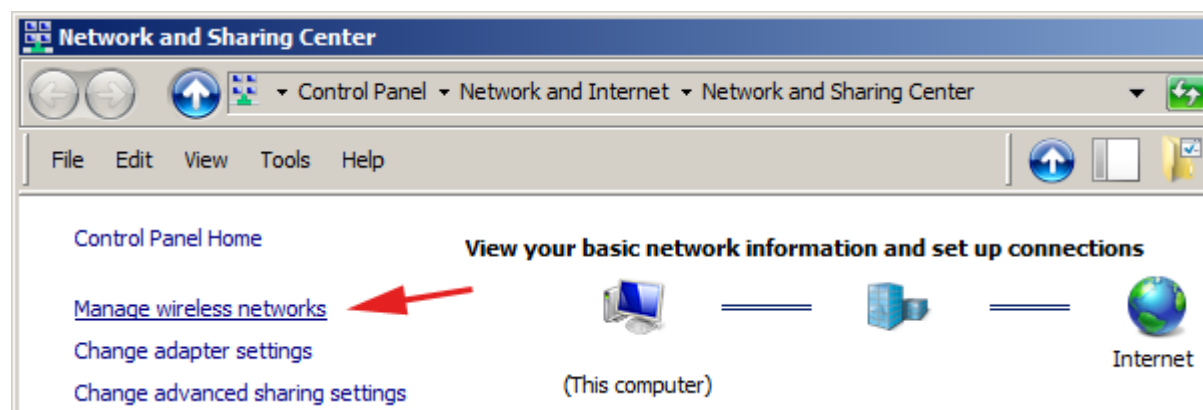 Network and Sharing Center
Control Panel Network and Internet Network and Sharing Center
File Edit View Tools Help
Control Panel Home
View your basic network information and set up connections
Manage wireless networks
Change adapter settings
Internet
Change advanced sharing settings
(This computer)